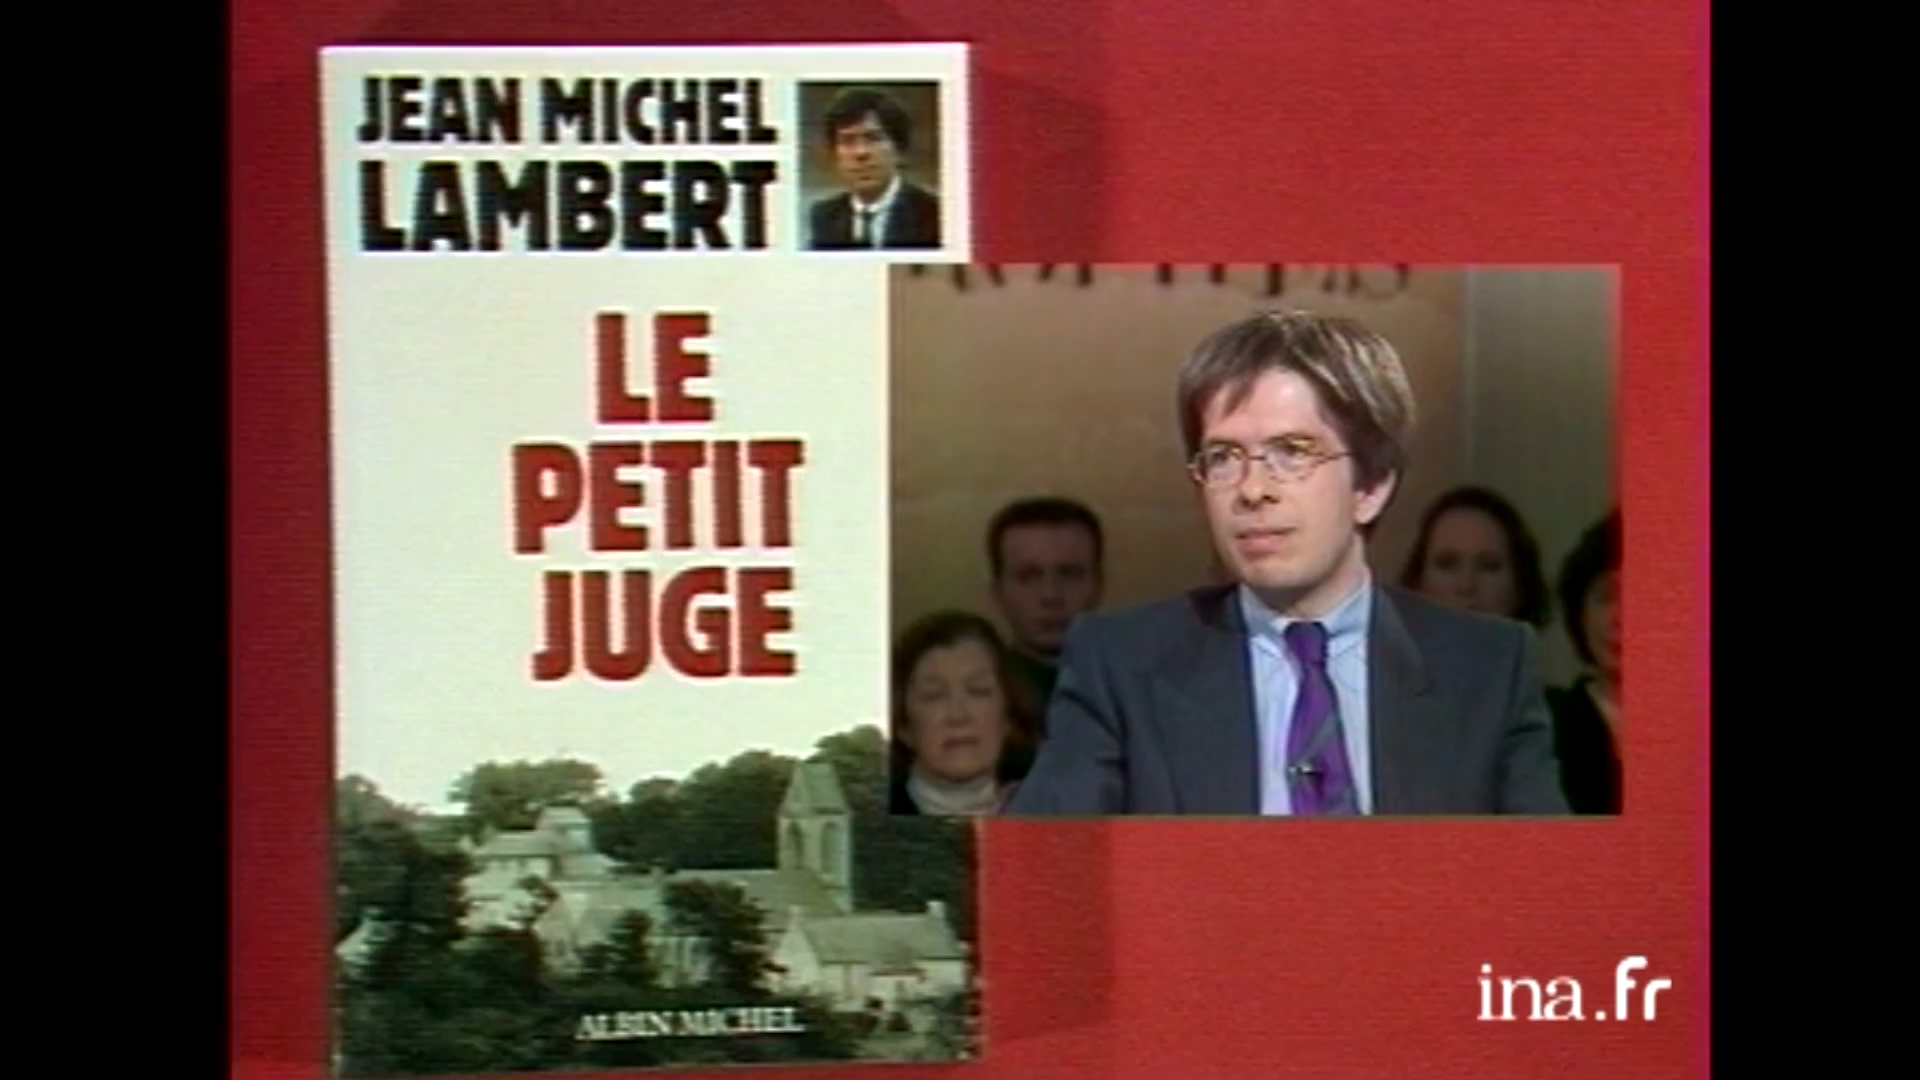 JEAN MICHEL
LAMBERT
LE
PETIT
JUGE
ALBIN MICHEL
ina.fr